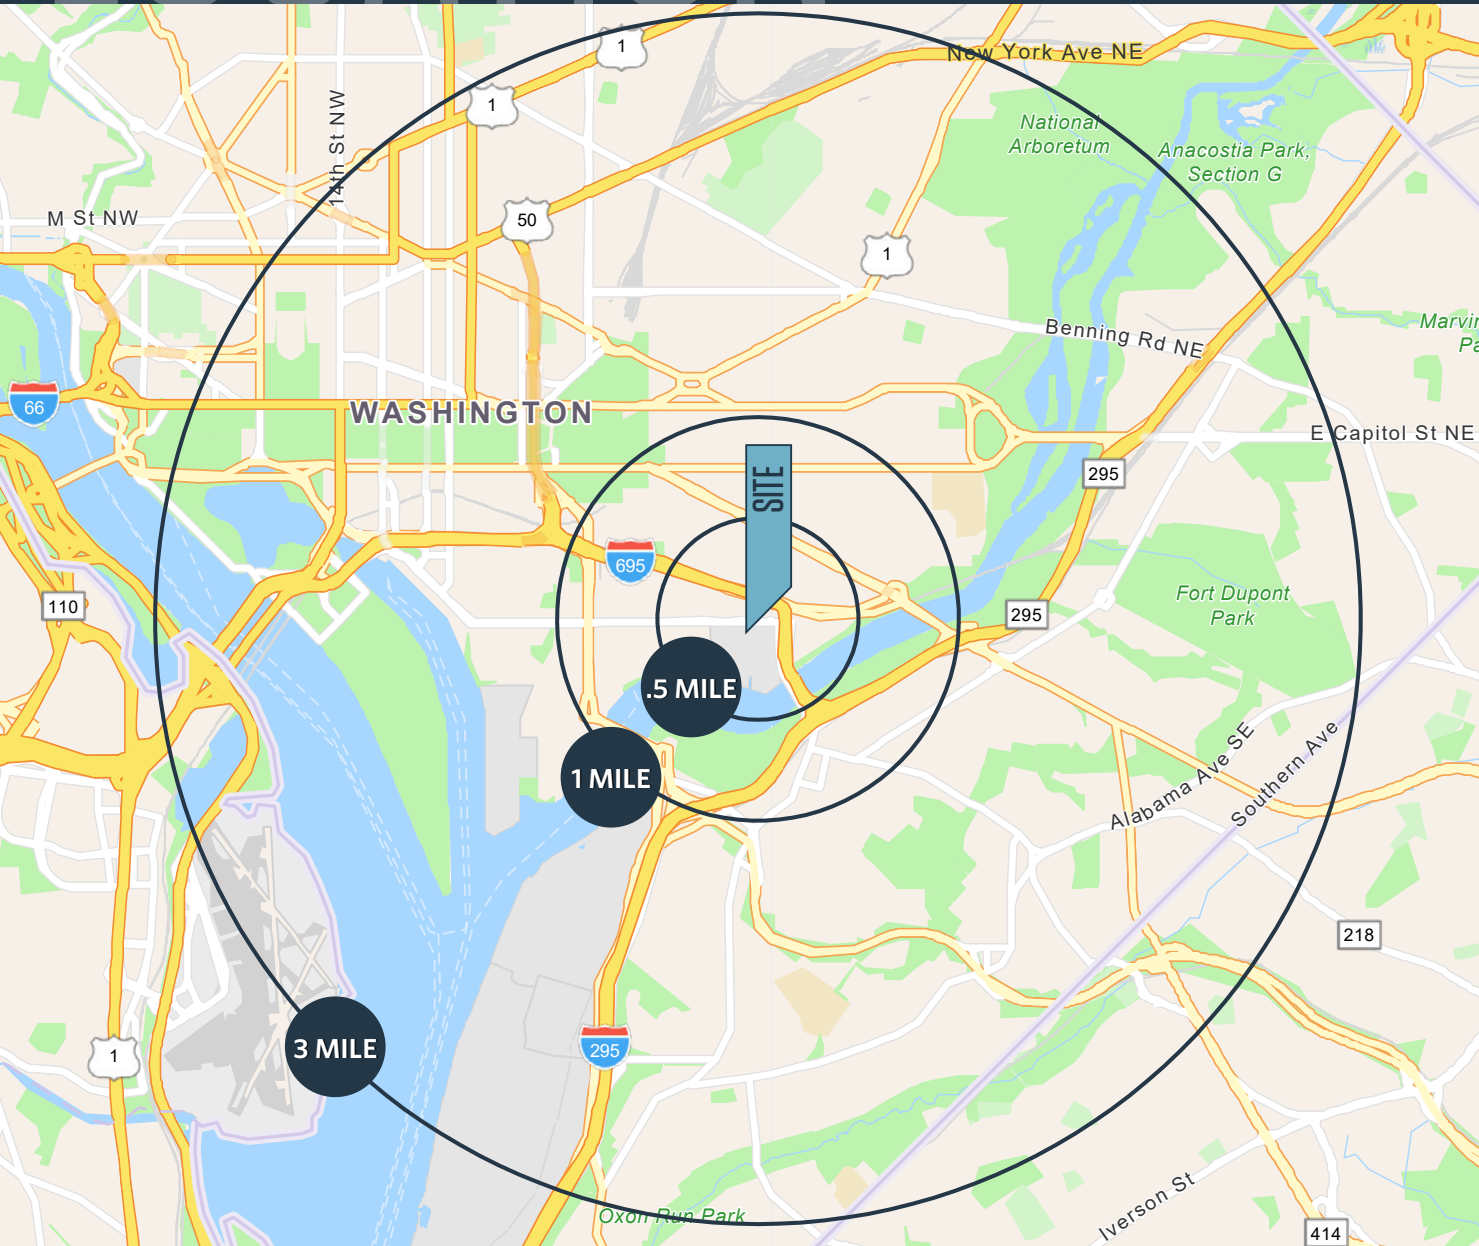 1
New York Ave NE
1
14th St NW
National
Arboretum
Anacostia Park,
Section G
M St NW
50
1
Marvin
Benning Rd NE
66
WASHINGTON
E Capitol St NE
SITE
295
695
110
295
Fort Dupont
Park
.5 MILE
1 MILE
Alabama Ave SE
Southern Ave
218
3 MILE
1
295
Iverson St
Oxon Run Park
414